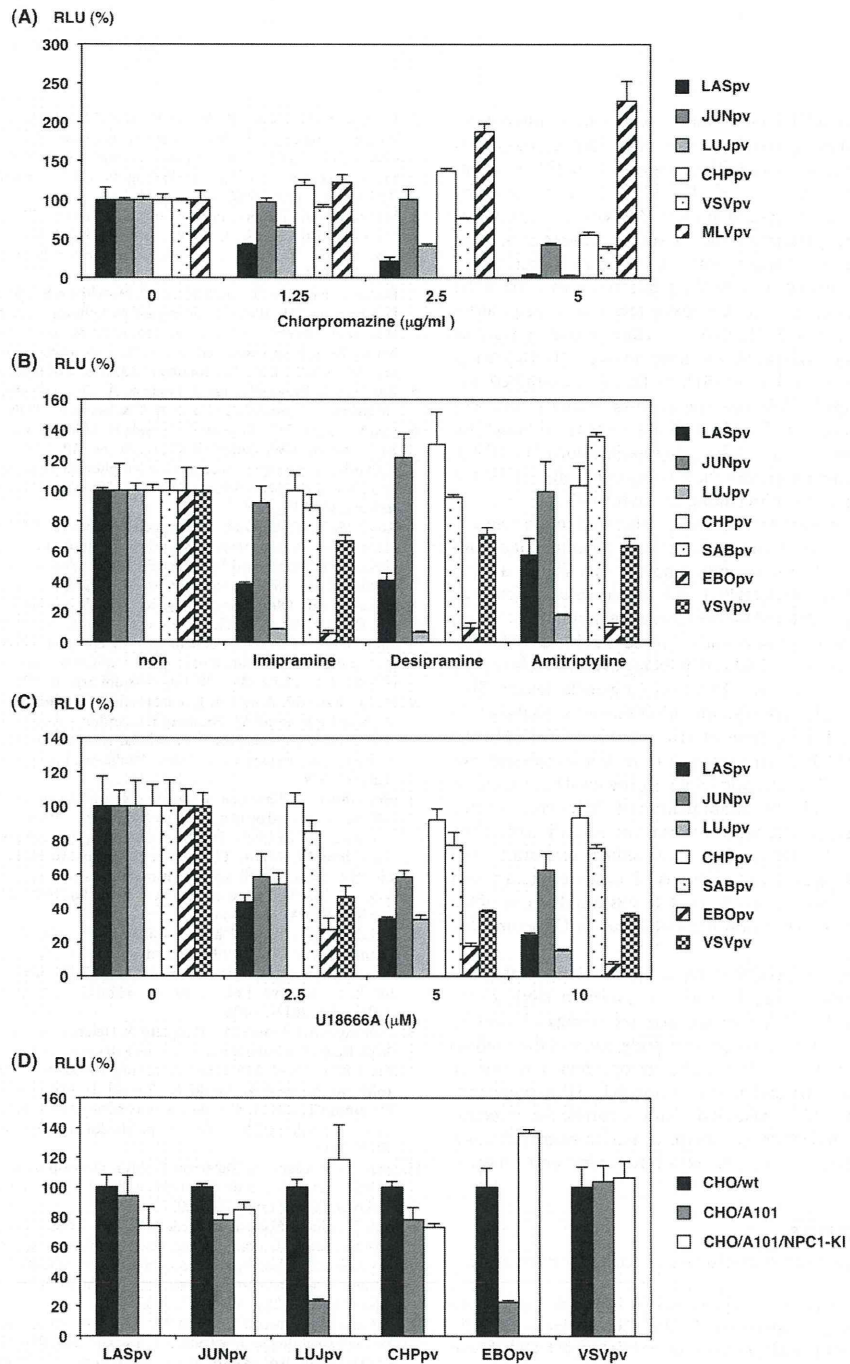 (A) RLU (%)
300
250
200
150
100
50
0
0 1.25 2.5 5
Chlorpromazine (μg/ml )
LASpv
JUNpv
LUJpv
CHPpv
VSVpv
MLVpv
(B) RLU (%)
160
140
120
100
80
60
40
20
0
non Imipramine Desipramine Amitriptyline
LASpv
JUNpv
LUJpv
CHPpv
SABpv
EBOpv
VSVpv
(C) RLU (%)
140
120
100
80
60
40
20
0
0 2.5 5 10
U18666A (μM)
LASpv
JUNpv
LUJpv
CHPpv
SABpv
EBOpv
VSVpv
(D) RLU (%)
160
140
120
100
80
60
40
20
0
LASpv JUNpv LUJpv CHPpv EBOpv VSVpv
CHO/wt
CHO/A101
CHO/A101/NPC1-KI